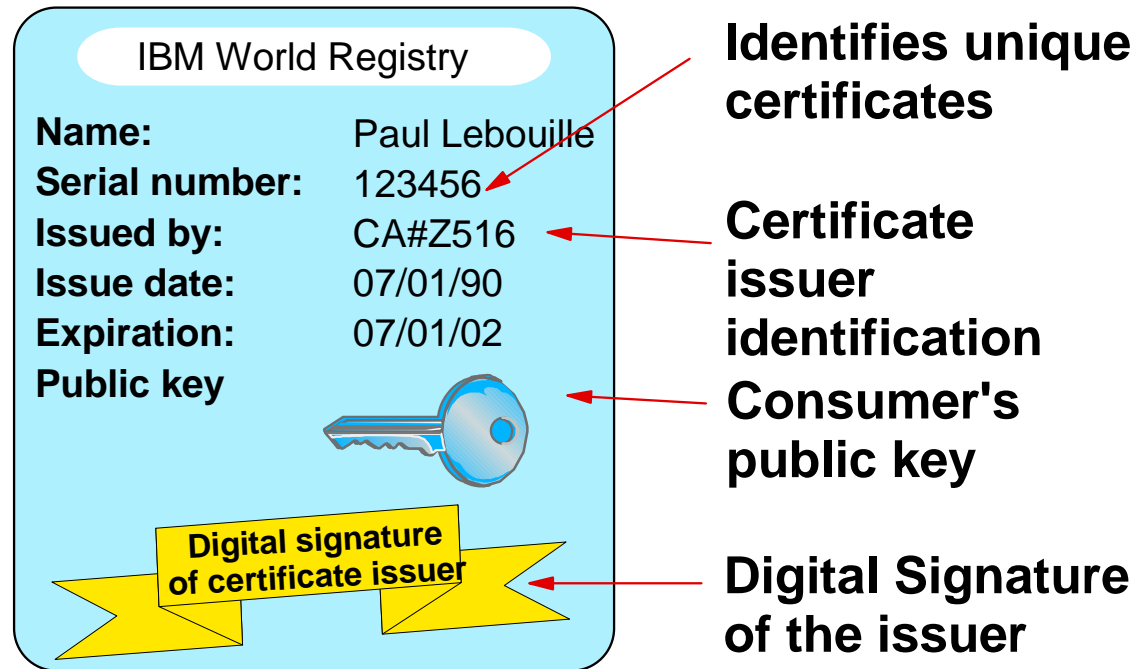 IBM World Registry
Name: Paul Lebouille
Serial number: 123456
Issued by: CA#Z516
Issue date: 07/01/90
Expiration: 07/01/02
Public key
Digital signature
of certificate issuer
Identifies unique
certificates
Certificate
issuer
identification
Consumer's
public key
Digital Signature
of the issuer